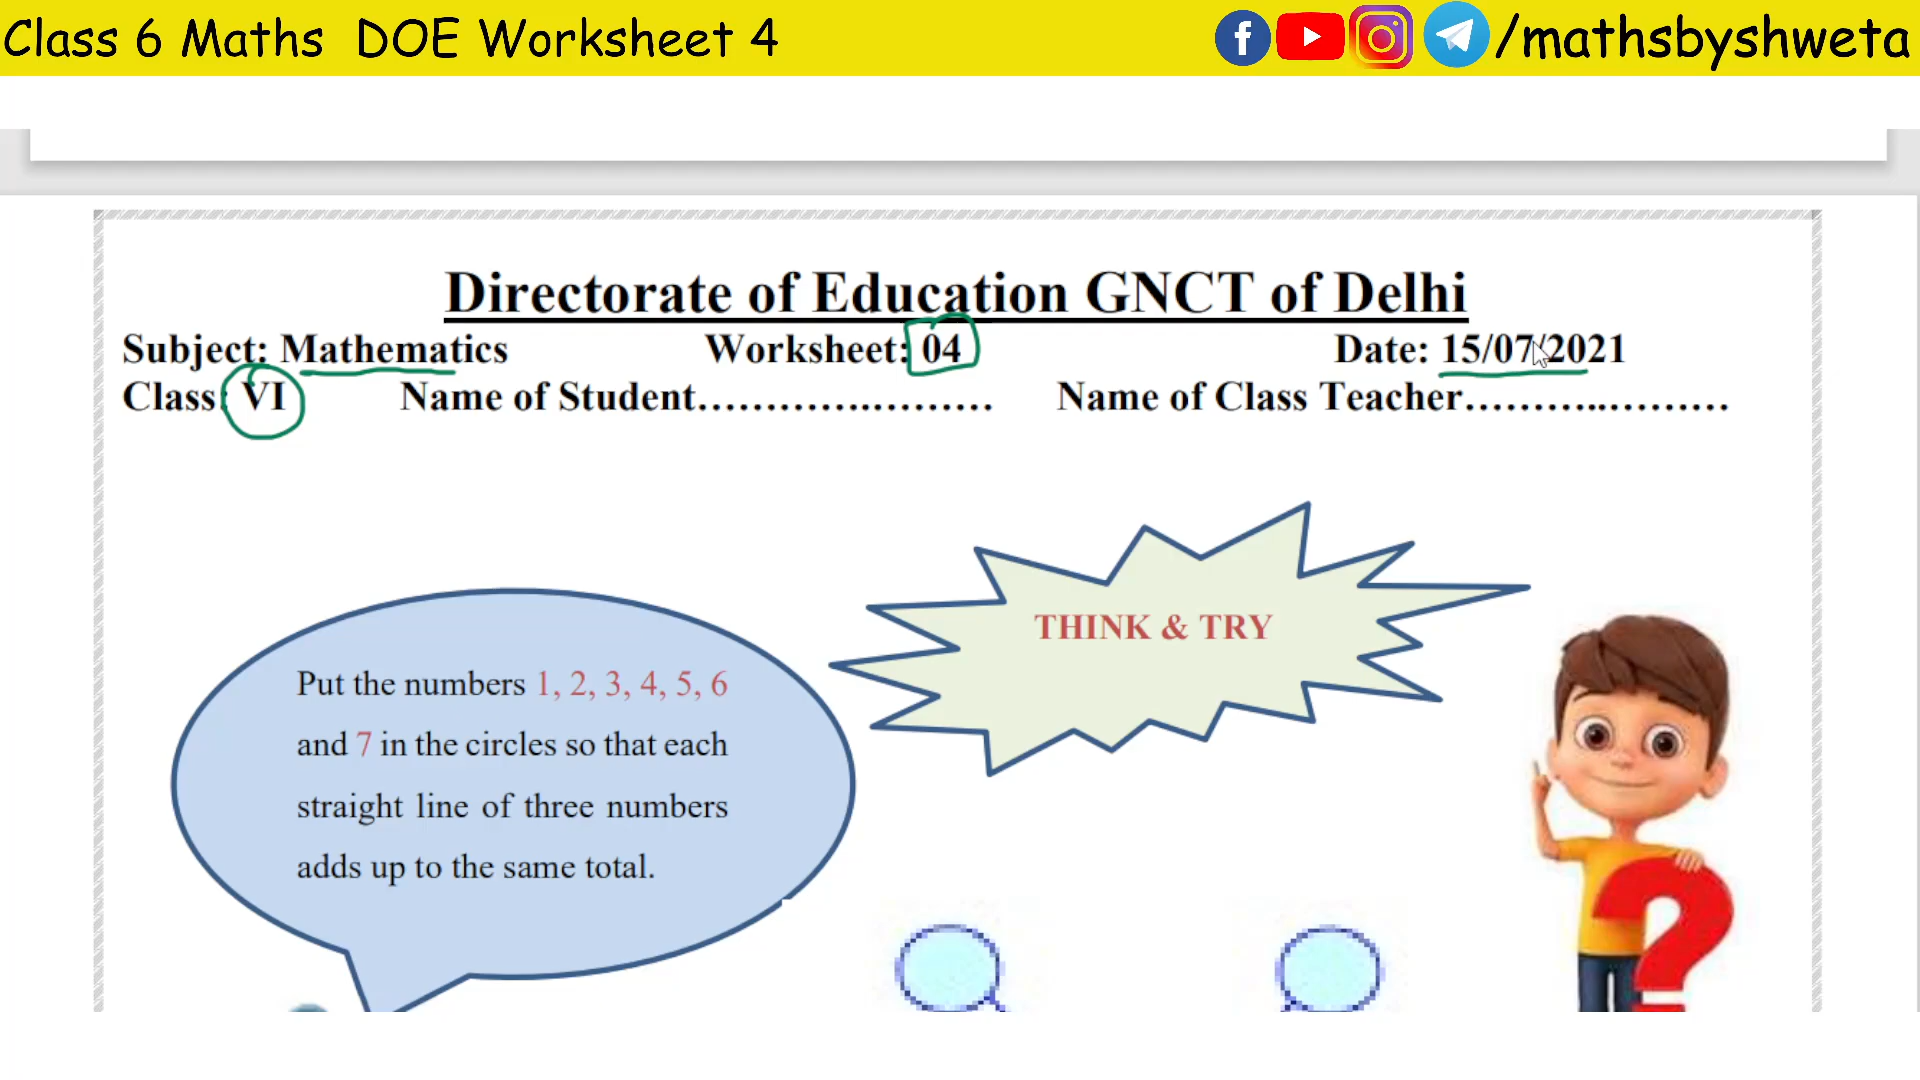 Class 6 Maths DOE Worksheet 4
/mathsbyshweta
Directorate of Education GNCT of Delhi
Subject: Mathematics Worksheet: 04 Date: 15/07/2021
Class: VI Name of Student…………..……… Name of Class Teacher………..………
THINK & TRY
Put the numbers 1, 2, 3, 4, 5, 6
and 7 in the circles so that each
straight line of three numbers
adds up to the same total.